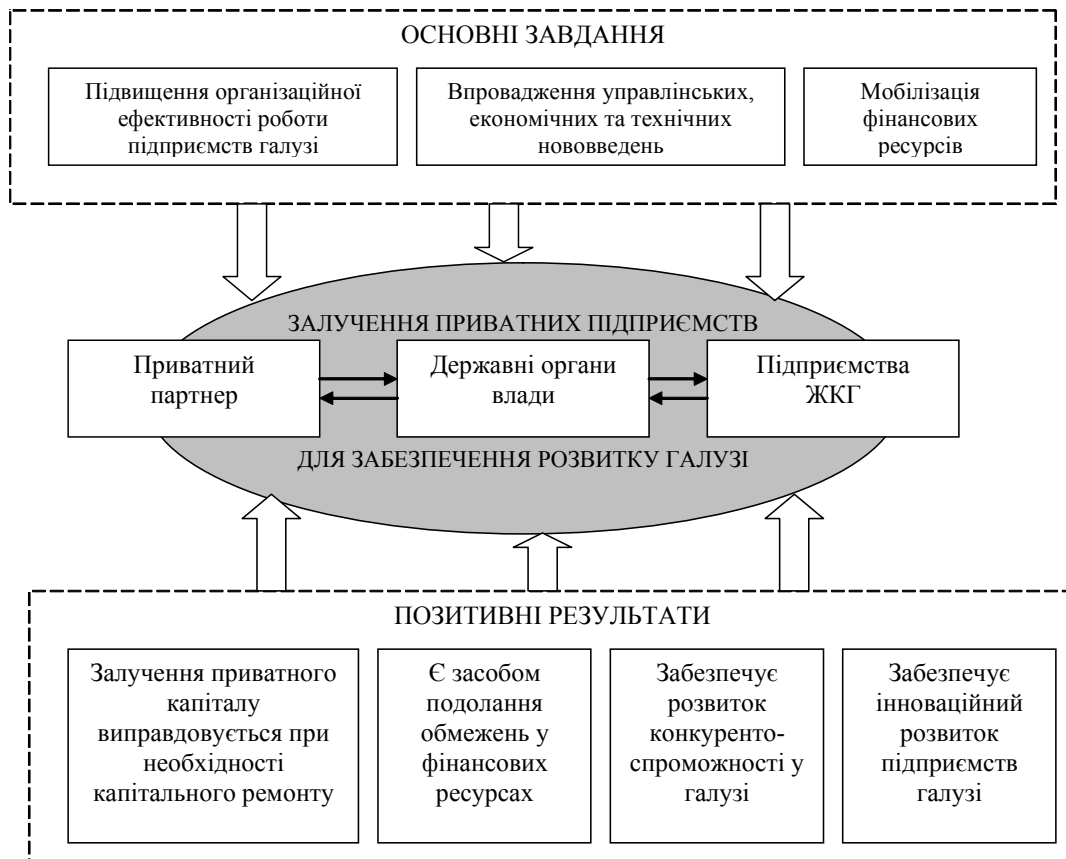 ОСНОВНІ ЗАВДАННЯ
Підвищення організаційної
ефективності роботи
підприємств галузі
Впровадження управлінських,
економічних та технічних
нововведень
Мобілізація
фінансових
ресурсів
ЗАЛУЧЕННЯ ПРИВАТНИХ ПІДПРИЄМСТВ
Приватний
партнер
Державні органи
влади
Підприємства
ЖКГ
ДЛЯ ЗАБЕЗПЕЧЕННЯ РОЗВИТКУ ГАЛУЗІ
ПОЗИТИВНІ РЕЗУЛЬТАТИ
Залучення приватного
капіталу
виправдовується при
необхідності
капітального ремонту
Є засобом
подолання
обмежень у
фінансових
ресурсах
Забезпечує
розвиток
конкуренто-
спроможності у
галузі
Забезпечує
інноваційний
розвиток
підприємств
галузі